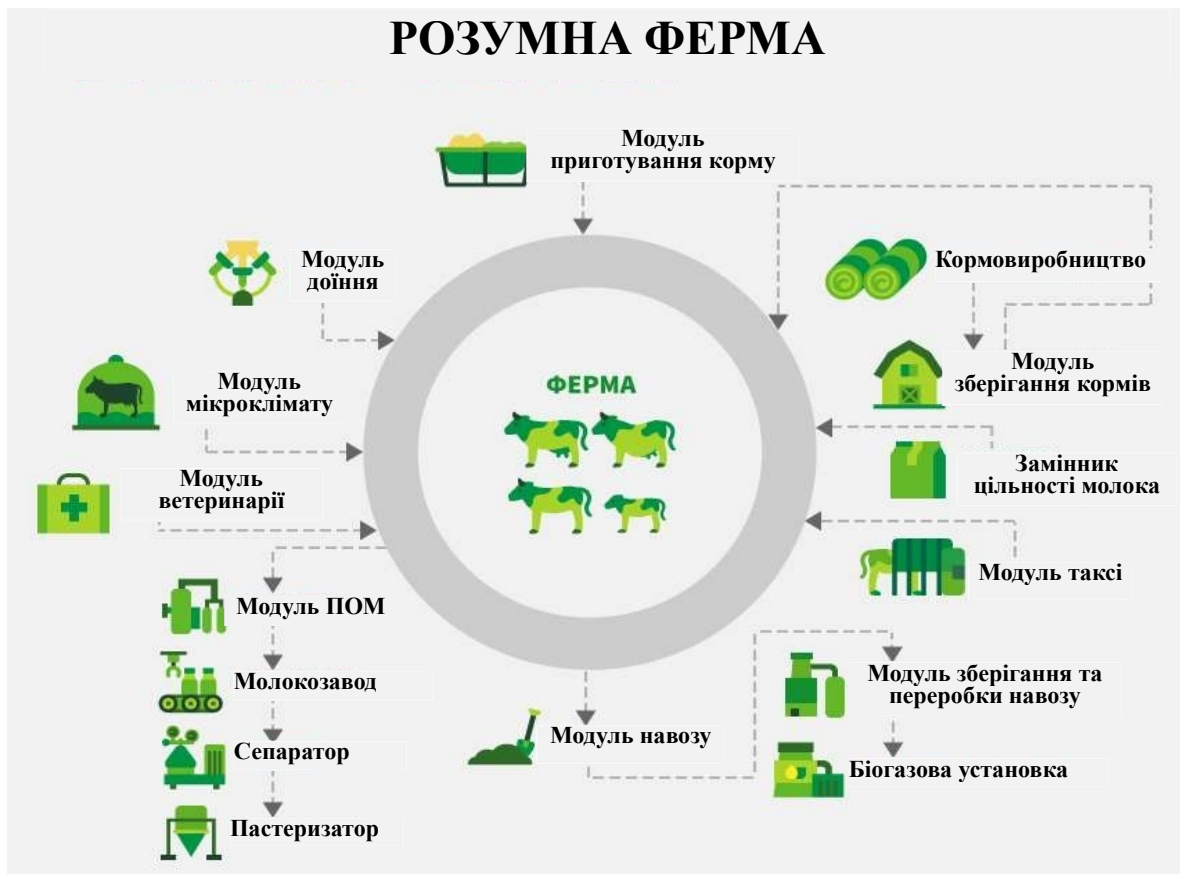 РОЗУМНА ФЕРМА
Модуль
приготування корму
Модуль
доїння
Кормовиробництво
Модуль
зберігання кормів
Модуль
мікроклімату
ФЕРМА
Замінник
цільності молока
Модуль
ветеринарії
Модуль таксі
Модуль ПОМ
Молокозавод
Сепаратор
Пастеризатор
Модуль навозу
Модуль зберігання та
переробки навозу
Біогазова установка